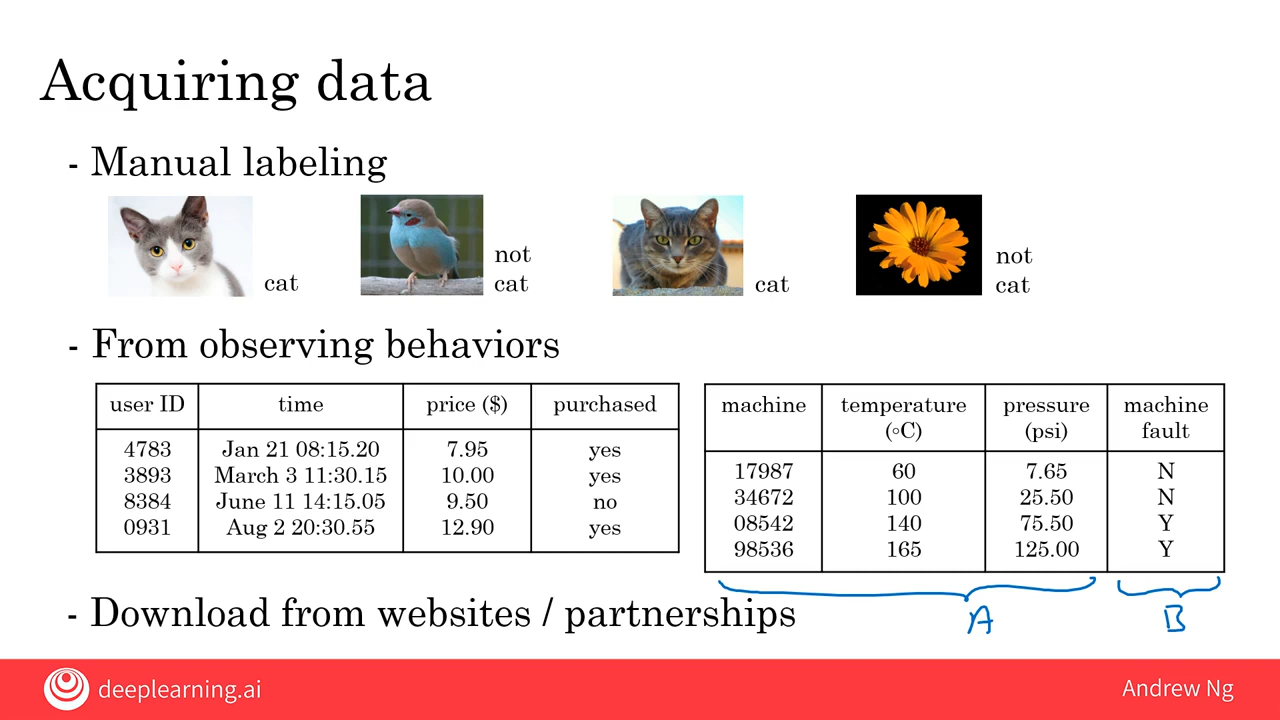 Acquiring data
- Manual labeling
cat
not
cat
cat
not
cat
- From observing behaviors
user ID time price ($) purchased
4783 Jan 21 08:15.20 7.95 yes
3893 March 3 11:30.15 10.00 yes
8384 June 11 14:15.05 9.50 no
0931 Aug 2 20:30.55 12.90 yes
machine temperature pressure machine
(◦C) (psi) fault
17987 60 7.65 N
34672 100 25.50 N
08542 140 75.50 Y
98536 165 125.00 Y
A B
- Download from websites / partnerships
deeplearning.ai Andrew Ng